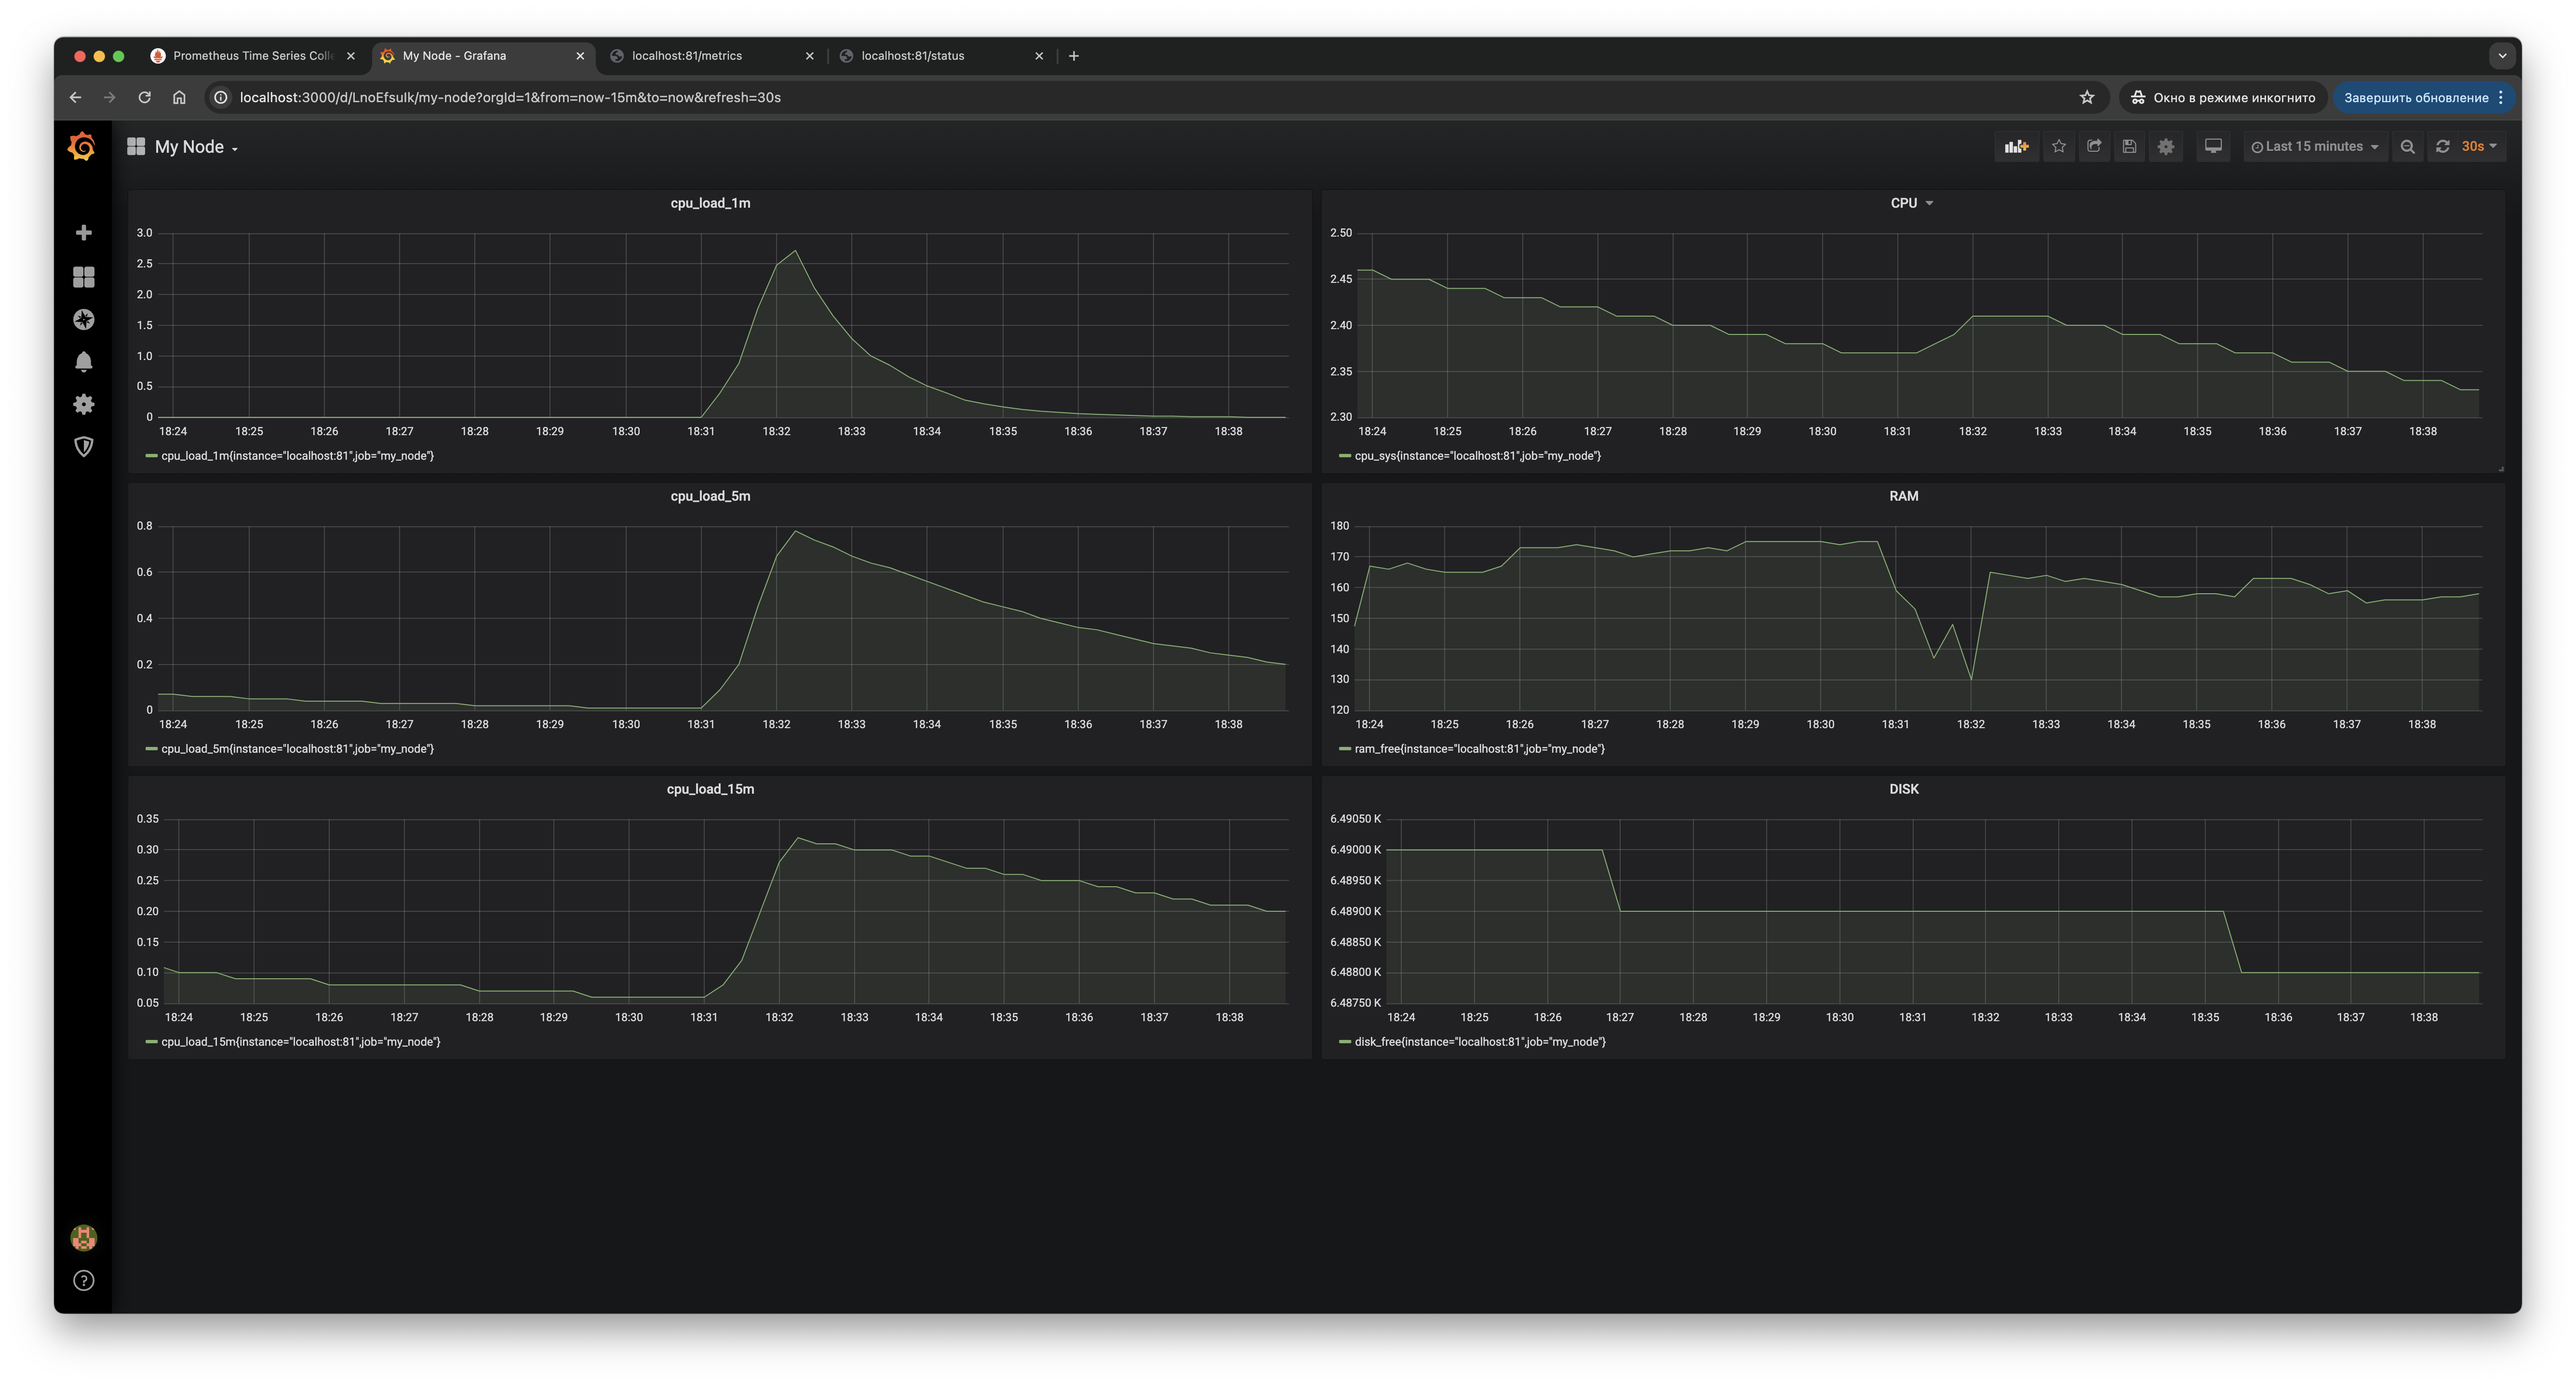 Prometheus Time Series Coll
My Node - Grafana
localhost:81/metrics
localhost:81/status
localhost:3000/d/LnoEfsulk/my-node?orgId=1&from=now-15m&to=now&refresh=30s
Окно в режиме инкогнито
Завершить обновление
My Node
Last 15 minutes
30s
cpu_load_1m
3.0
2.5
2.0
1.5
1.0
0.5
0
18:24 18:25 18:26 18:27 18:28 18:29 18:30 18:31 18:32 18:33 18:34 18:35 18:36 18:37 18:38
cpu_load_1m{instance="localhost:81",job="my_node"}
CPU
2.50
2.45
2.40
2.35
2.30
18:24 18:25 18:26 18:27 18:28 18:29 18:30 18:31 18:32 18:33 18:34 18:35 18:36 18:37 18:38
cpu_sys{instance="localhost:81",job="my_node"}
cpu_load_5m
0.8
0.6
0.4
0.2
0
18:24 18:25 18:26 18:27 18:28 18:29 18:30 18:31 18:32 18:33 18:34 18:35 18:36 18:37 18:38
cpu_load_5m{instance="localhost:81",job="my_node"}
RAM
180
170
160
150
140
130
120
18:24 18:25 18:26 18:27 18:28 18:29 18:30 18:31 18:32 18:33 18:34 18:35 18:36 18:37 18:38
ram_free{instance="localhost:81",job="my_node"}
cpu_load_15m
0.35
0.30
0.25
0.20
0.15
0.10
0.05
18:24 18:25 18:26 18:27 18:28 18:29 18:30 18:31 18:32 18:33 18:34 18:35 18:36 18:37 18:38
cpu_load_15m{instance="localhost:81",job="my_node"}
DISK
6.49050 K
6.49000 K
6.48950 K
6.48900 K
6.48850 K
6.48800 K
6.48750 K
18:24 18:25 18:26 18:27 18:28 18:29 18:30 18:31 18:32 18:33 18:34 18:35 18:36 18:37 18:38
disk_free{instance="localhost:81",job="my_node"}